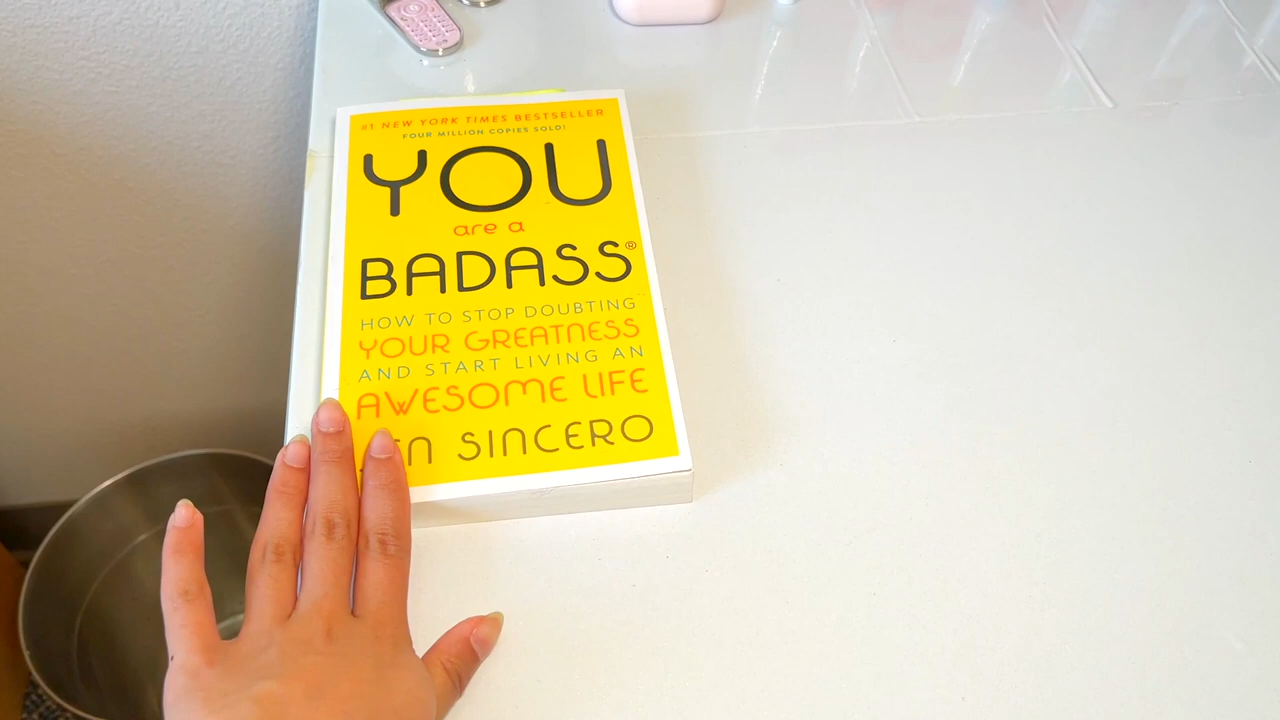 #1 NEW YORK TIMES BESTSELLER
FOUR MILLION COPIES SOLD!
YOU
are a
BADASS®
HOW TO STOP DOUBTING
YOUR GREATNESS
AND START LIVING AN
AWESOME LIFE
SINCERO